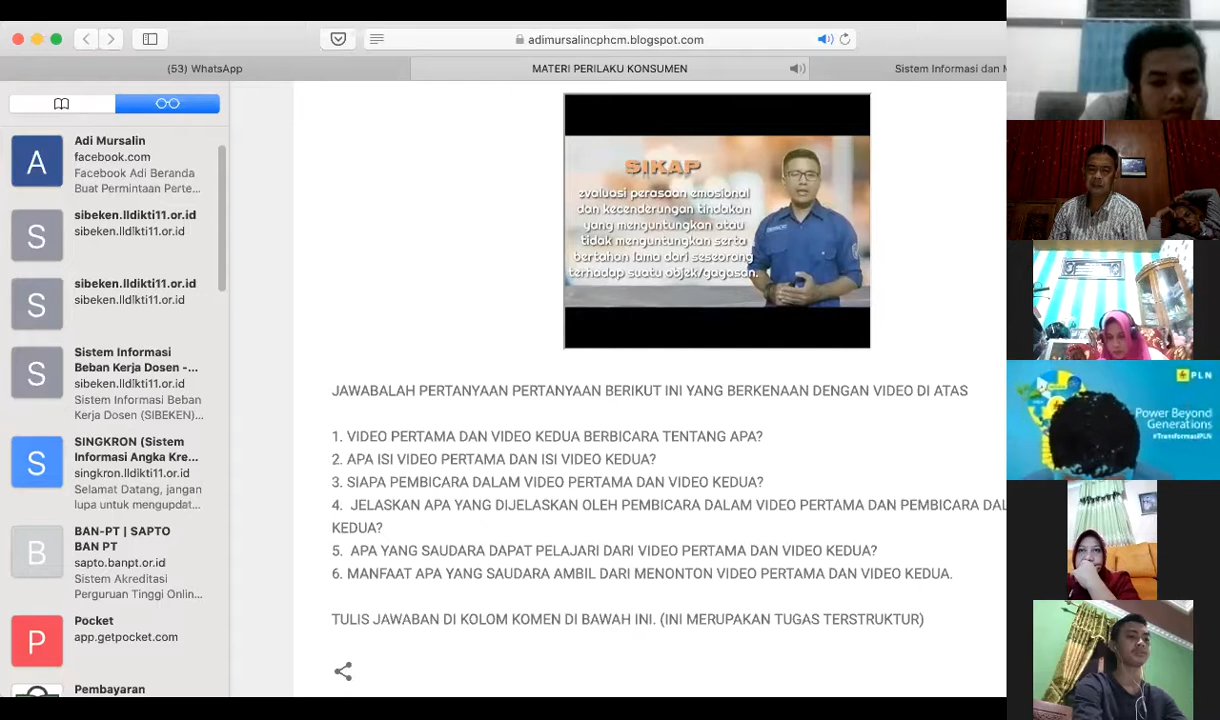 adimursalincphcm.blogspot.com
(53) WhatsApp
MATERI PERILAKU KONSUMEN
Sistem Informasi dan M
A
Adi Mursalin
facebook.com
Facebook Adi Beranda
Buat Permintaan Perte...
S
sibeken.lldikti11.or.id
sibeken.lldikti11.or.id
S
sibeken.lldikti11.or.id
sibeken.lldikti11.or.id
S
Sistem Informasi
Beban Kerja Dosen -...
sibeken.lldikti11.or.id
Sistem Informasi Beban
Kerja Dosen (SIBEKEN)...
S
SINGKRON (Sistem
Informasi Angka Kre...
singkron.lldikti11.or.id
Selamat Datang, jangan
lupa untuk mengupdat...
B
BAN-PT | SAPTO
BAN PT
sapto.banpt.or.id
Sistem Akreditasi
Perguruan Tinggi Onlin...
P
Pocket
app.getpocket.com
Pembayaran
SIKAP
evaluasi perasaan emosional
dan kecenderungan tindakan
yang menguntungkan atau
tidak menguntungkan serta
bertahan lama dari seseorang
terhadap suatu objek/gagasan.
JAWABALAH PERTANYAAN PERTANYAAN BERIKUT INI YANG BERKENAAN DENGAN VIDEO DI ATAS
1. VIDEO PERTAMA DAN VIDEO KEDUA BERBICARA TENTANG APA?
2. APA ISI VIDEO PERTAMA DAN ISI VIDEO KEDUA?
3. SIAPA PEMBICARA DALAM VIDEO PERTAMA DAN VIDEO KEDUA?
4. JELASKAN APA YANG DIJELASKAN OLEH PEMBICARA DALAM VIDEO PERTAMA DAN PEMBICARA DAL
KEDUA?
5. APA YANG SAUDARA DAPAT PELAJARI DARI VIDEO PERTAMA DAN VIDEO KEDUA?
6. MANFAAT APA YANG SAUDARA AMBIL DARI MENONTON VIDEO PERTAMA DAN VIDEO KEDUA.
TULIS JAWABAN DI KOLOM KOMEN DI BAWAH INI. (INI MERUPAKAN TUGAS TERSTRUKTUR)
PLN
Power Beyond
Generations
#TransformasiPLN